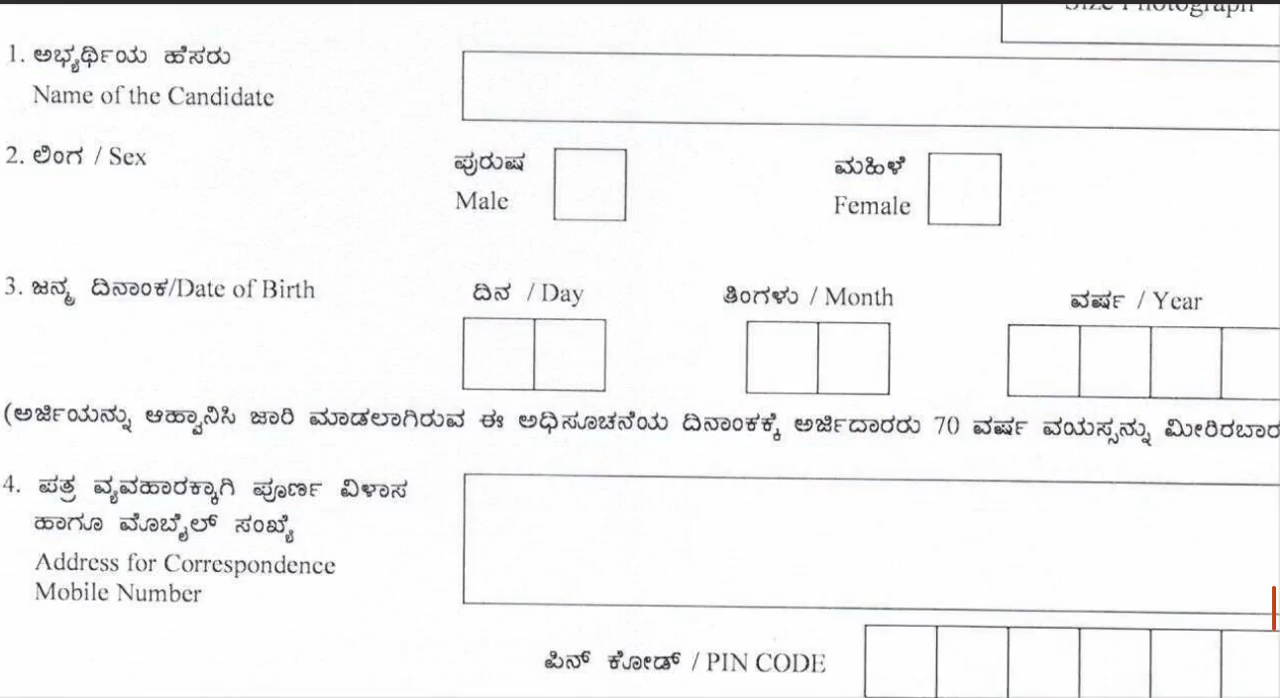 Size Photograph
1. ಅಭ್ಯರ್ಥಿಯ ಹೆಸರು
Name of the Candidate
2. ಲಿಂಗ / Sex
ಪುರುಷ
Male
ಮಹಿಳೆ
Female
3. ಜನ್ಮ ದಿನಾಂಕ/Date of Birth
ದಿನ / Day
ತಿಂಗಳು / Month
ವರ್ಷ / Year
(ಅರ್ಜಿಯನ್ನು ಆಹ್ವಾನಿಸಿ ಜಾರಿ ಮಾಡಲಾಗಿರುವ ಈ ಅಧಿಸೂಚನೆಯ ದಿನಾಂಕಕ್ಕೆ ಅರ್ಜಿದಾರರು 70 ವರ್ಷ ವಯಸ್ಸನ್ನು
4. ಪತ್ರ ವ್ಯವಹಾರಕ್ಕಾಗಿ ಪೂರ್ಣ ವಿಳಾಸ
ಹಾಗೂ ಮೊಬೈಲ್ ಸಂಖ್ಯೆ
Address for Correspondence
Mobile Number
ಪಿನ್ ಕೋಡ್ / PIN CODE